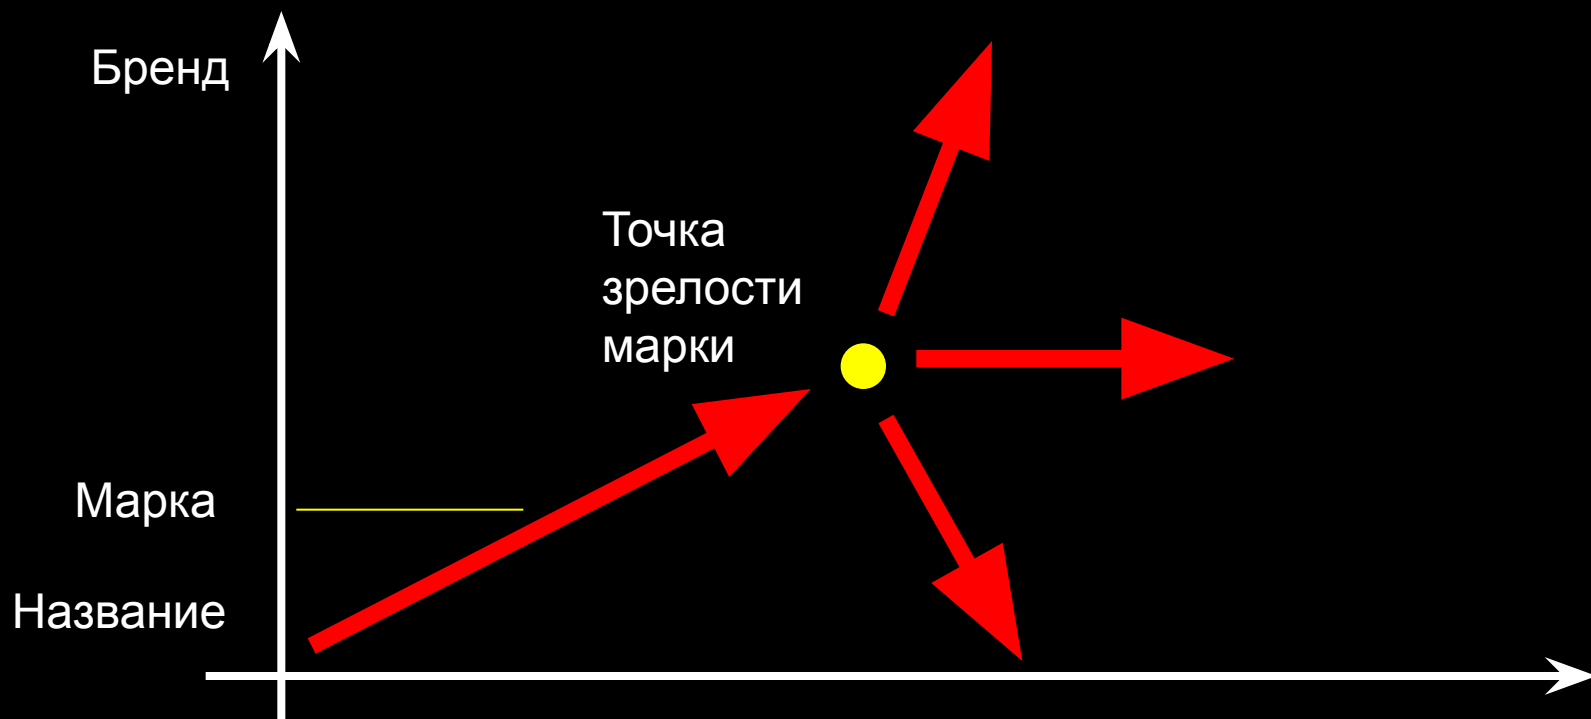 Бренд
Точка
зрелости
марки
Марка
Название